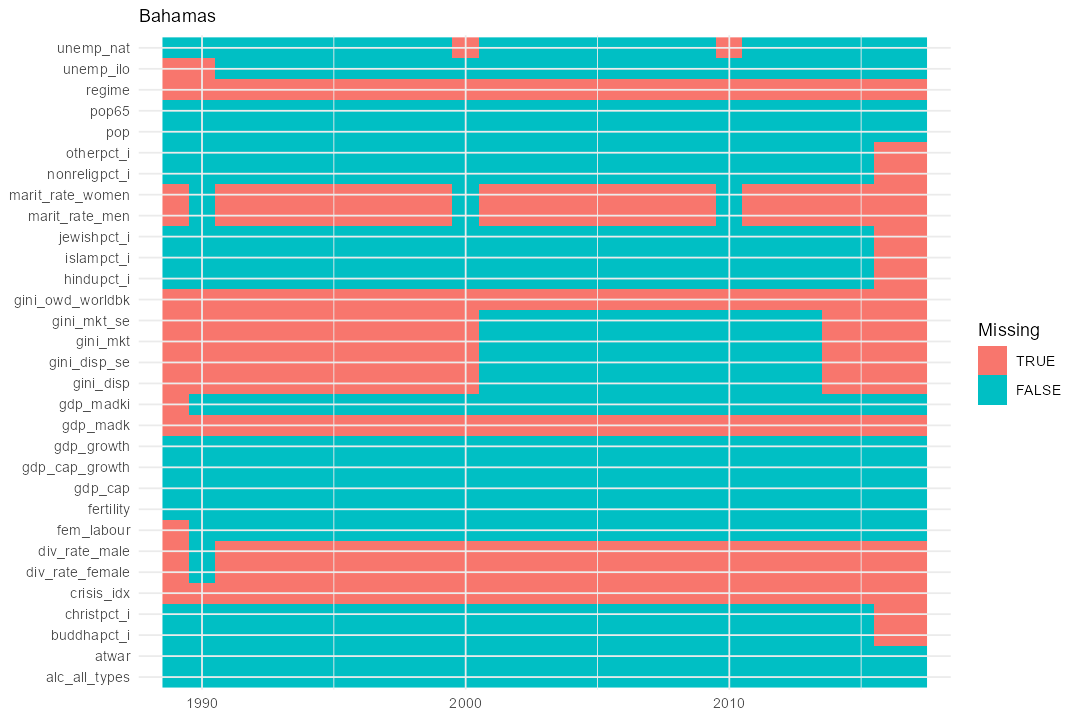 Bahamas
unemp_nat
unemp_ilo
regime
pop65
pop
otherpct_i
nonreligpct_i
marit_rate_women
marit_rate_men
jewishpct_i
islampct_i
hindupct_i
gini_owd_worldbk
gini_mkt_se
gini_mkt
gini_disp_se
gini_disp
gdp_madki
gdp_madk
gdp_growth
gdp_cap_growth
gdp_cap
fertility
fem_labour
div_rate_male
div_rate_female
crisis_idx
christpct_i
buddhapct_i
atwar
alc_all_types
1990 2000 2010
Missing
TRUE
FALSE